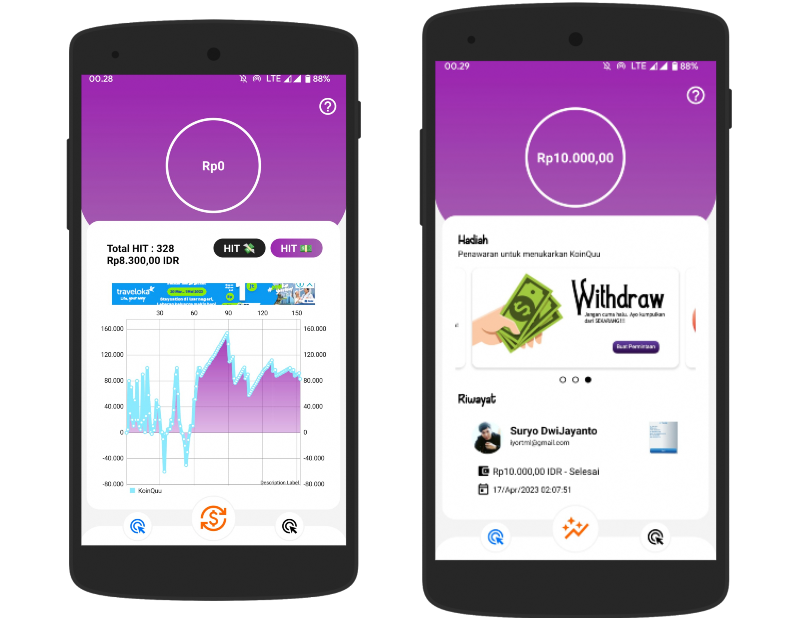 00.28
LTE
88%
Rp0
Total HIT : 328
Rp8.300,00 IDR
HIT
HIT
traveloka
30
90
120
150
160.000
160.000
120.000
120.000
80.000
80.000
40.000
40.000
0
0
-40.000
-40.000
-80.000
-80.000
Description Label
KoinQuu
00.29
LTE
88%
Rp10.000,00
Hadiah
Penawaran untuk menukarkan KoinQuu
Withdraw
Jangan cuma halu. Ayo kumpulkan
dari SEKARANG!!!
Buat Permintaan
Riwayat
Suryo DwiJayanto
iyortml@gmail.com
Rp10.000,00 IDR - Selesai
17/Apr/2023 02:07:51